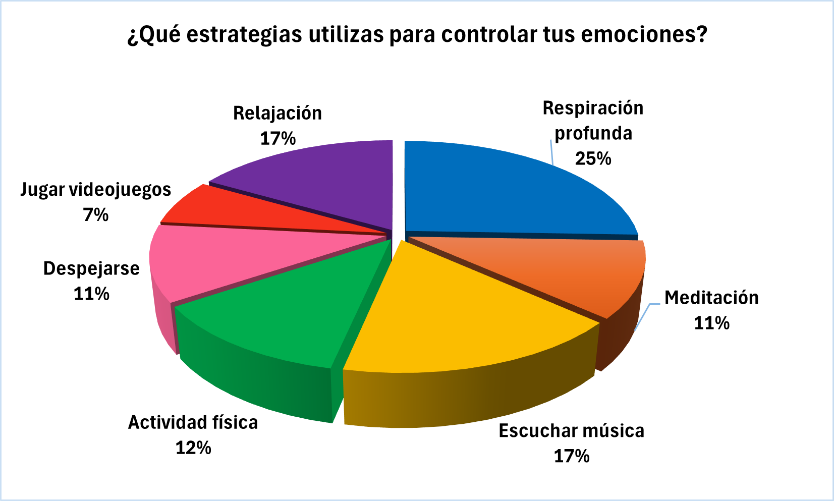 ¿Qué estrategias utilizas para controlar tus emociones?
Relajación
17%
Respiración
profunda
25%
Jugar videojuegos
7%
Despejarse
11%
Meditación
11%
Actividad física
12%
Escuchar música
17%